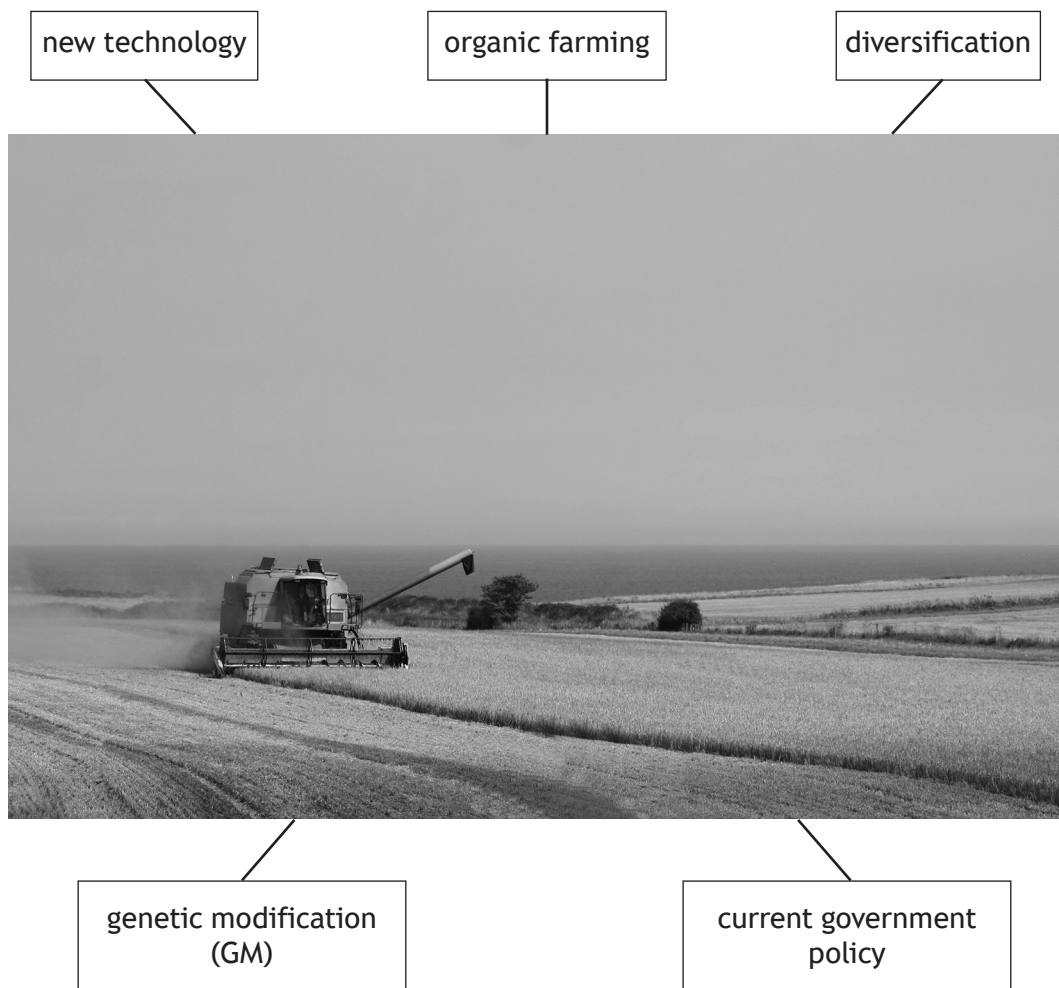 new technology
organic farming
diversification
genetic modification
(GM)
current government
policy